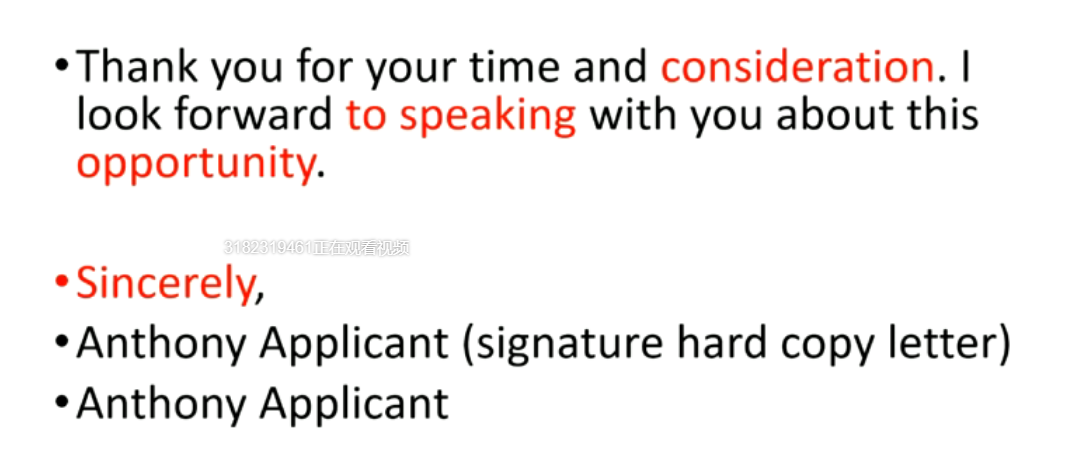 •Thank you for your time and consideration. I
look forward to speaking with you about this
opportunity.
3182319461正在观看视频
•Sincerely,
•Anthony Applicant (signature hard copy letter)
•Anthony Applicant